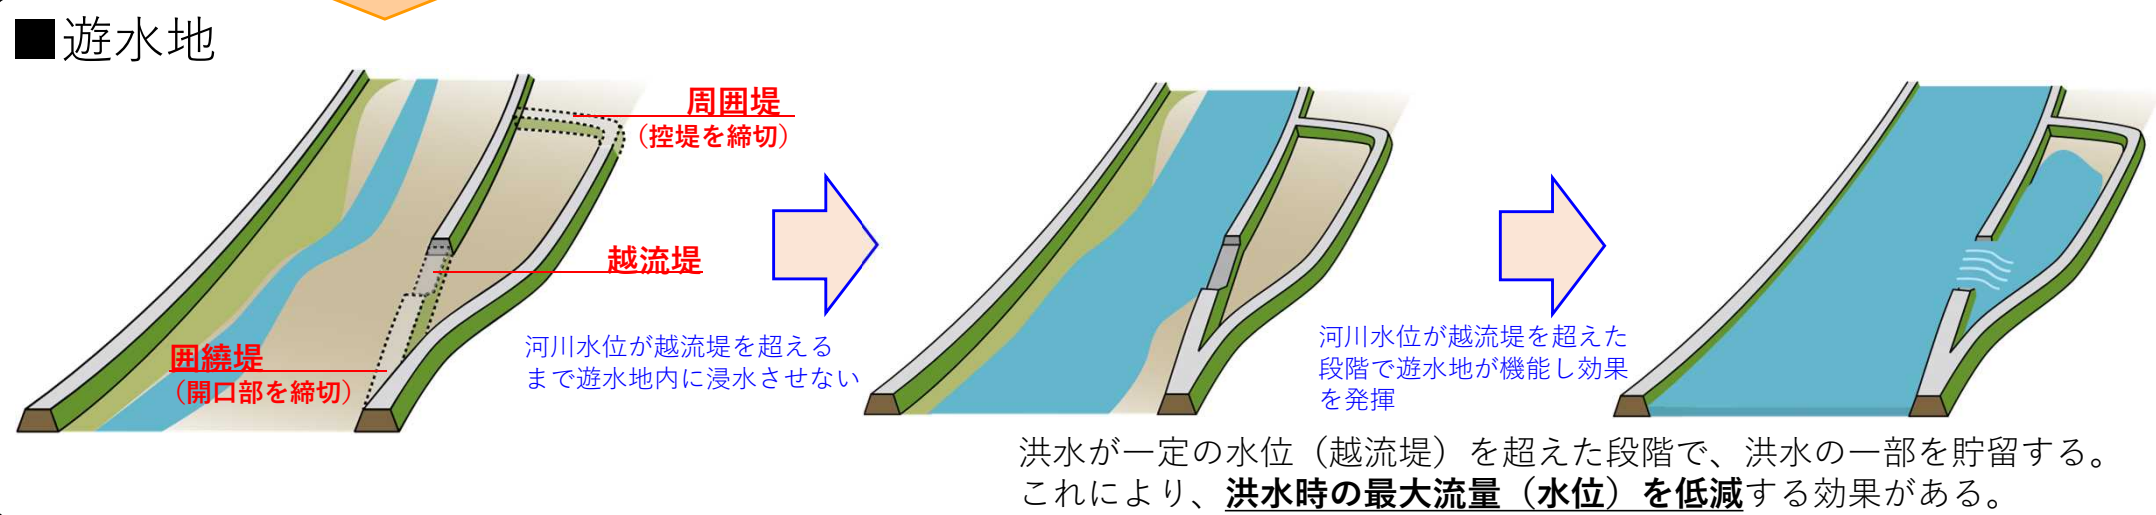 ■遊水地
周囲堤
（控堤を締切）
越流堤
囲繞堤
（開口部を締切）
河川水位が越流堤を超える
まで遊水地内に浸水させない
河川水位が越流堤を超えた
段階で遊水地が機能し効果
を発揮
洪水が一定の水位（越流堤）を超えた段階で、洪水の一部を貯留する。
これにより、洪水時の最大流量（水位）を低減する効果がある。